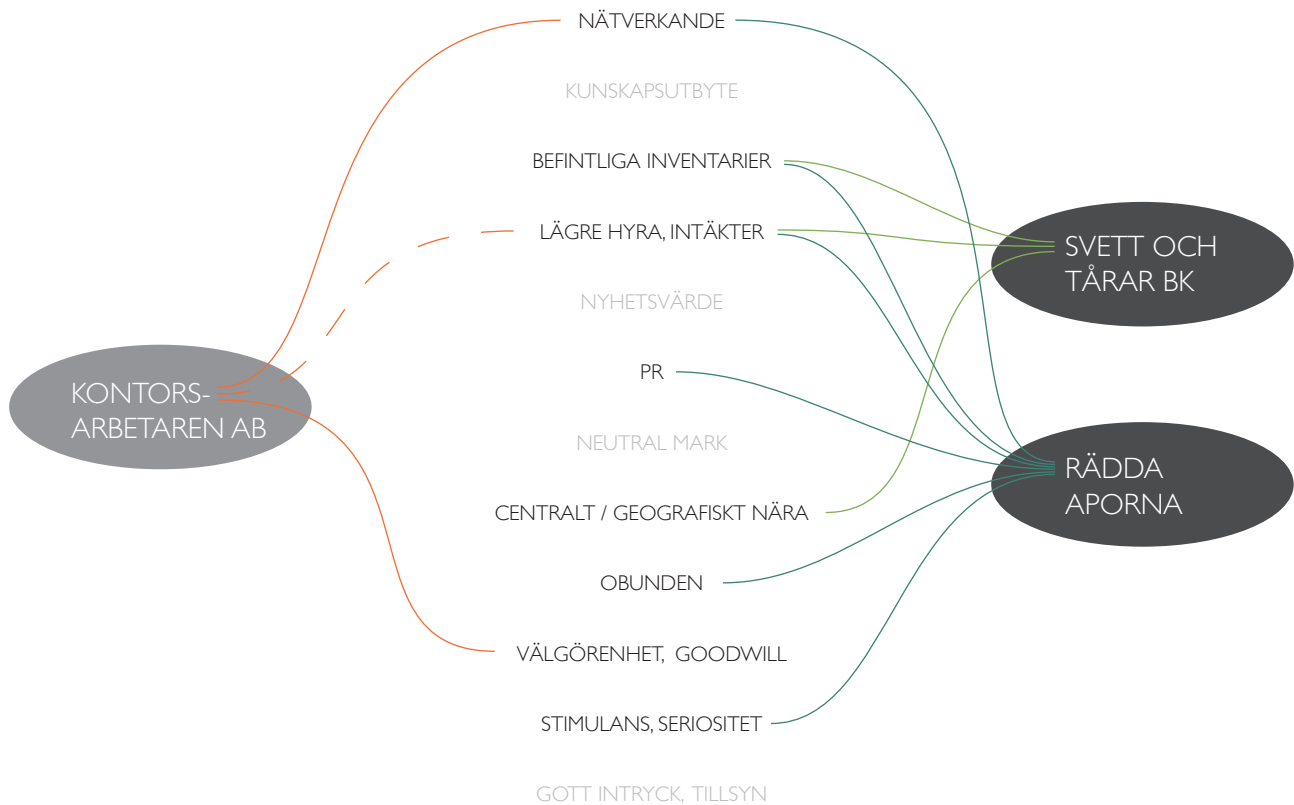 NÄTVERKANDE
KUNSKAPSUTBYTE
BEFINTLIGA INVENTARIER
LÄGRE HYRA, INTÄKTER
NYHETSVÄRDE
PR
NEUTRAL MARK
CENTRALT / GEOGRAFISKT NÄRA
OBUNDEN
VÄLGÖRENHET, GOODWILL
STIMULANS, SERIOSITET
GOTT INTRYCK, TILLSYN
KONTORS-
ARBETAREN AB
SVETT OCH
TÅRAR BK
RÄDDA
APORNA